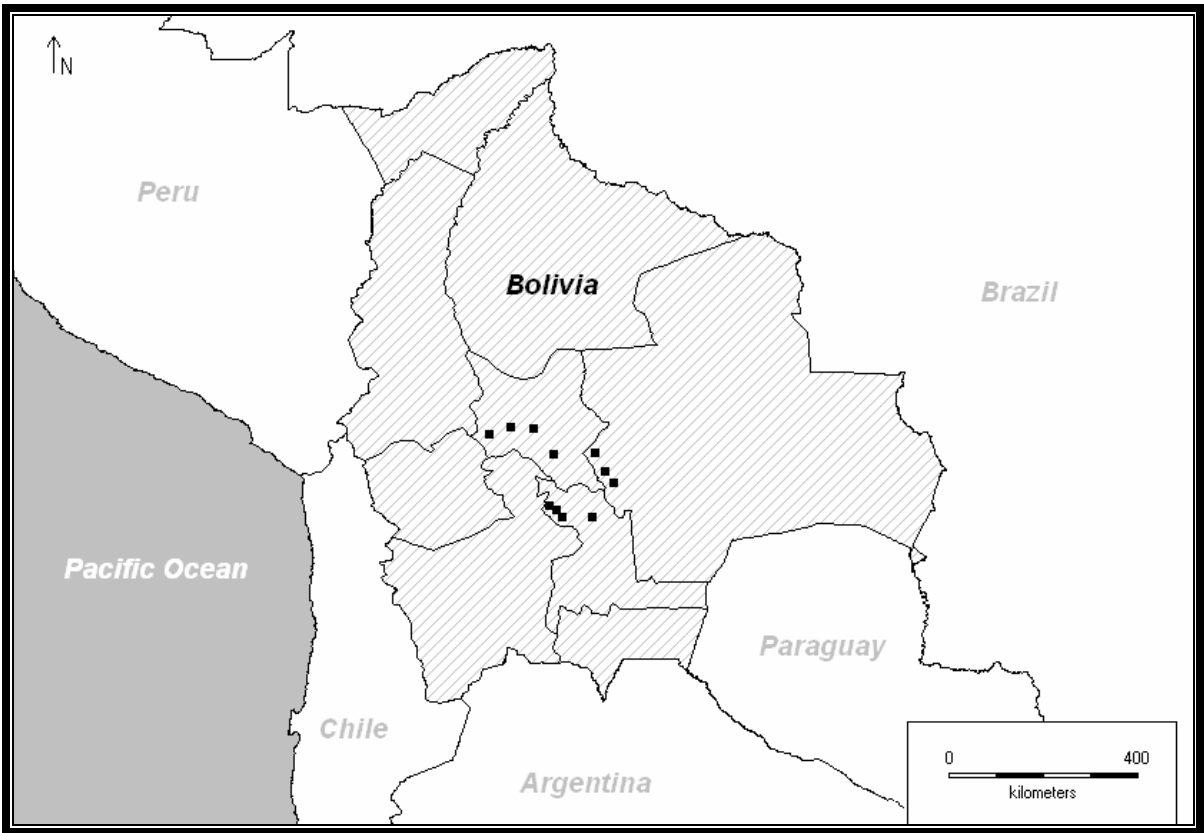 N
Peru
Bolivia
Brazil
Pacific Ocean
Paraguay
Chile
Argentina
0 400
kilometers